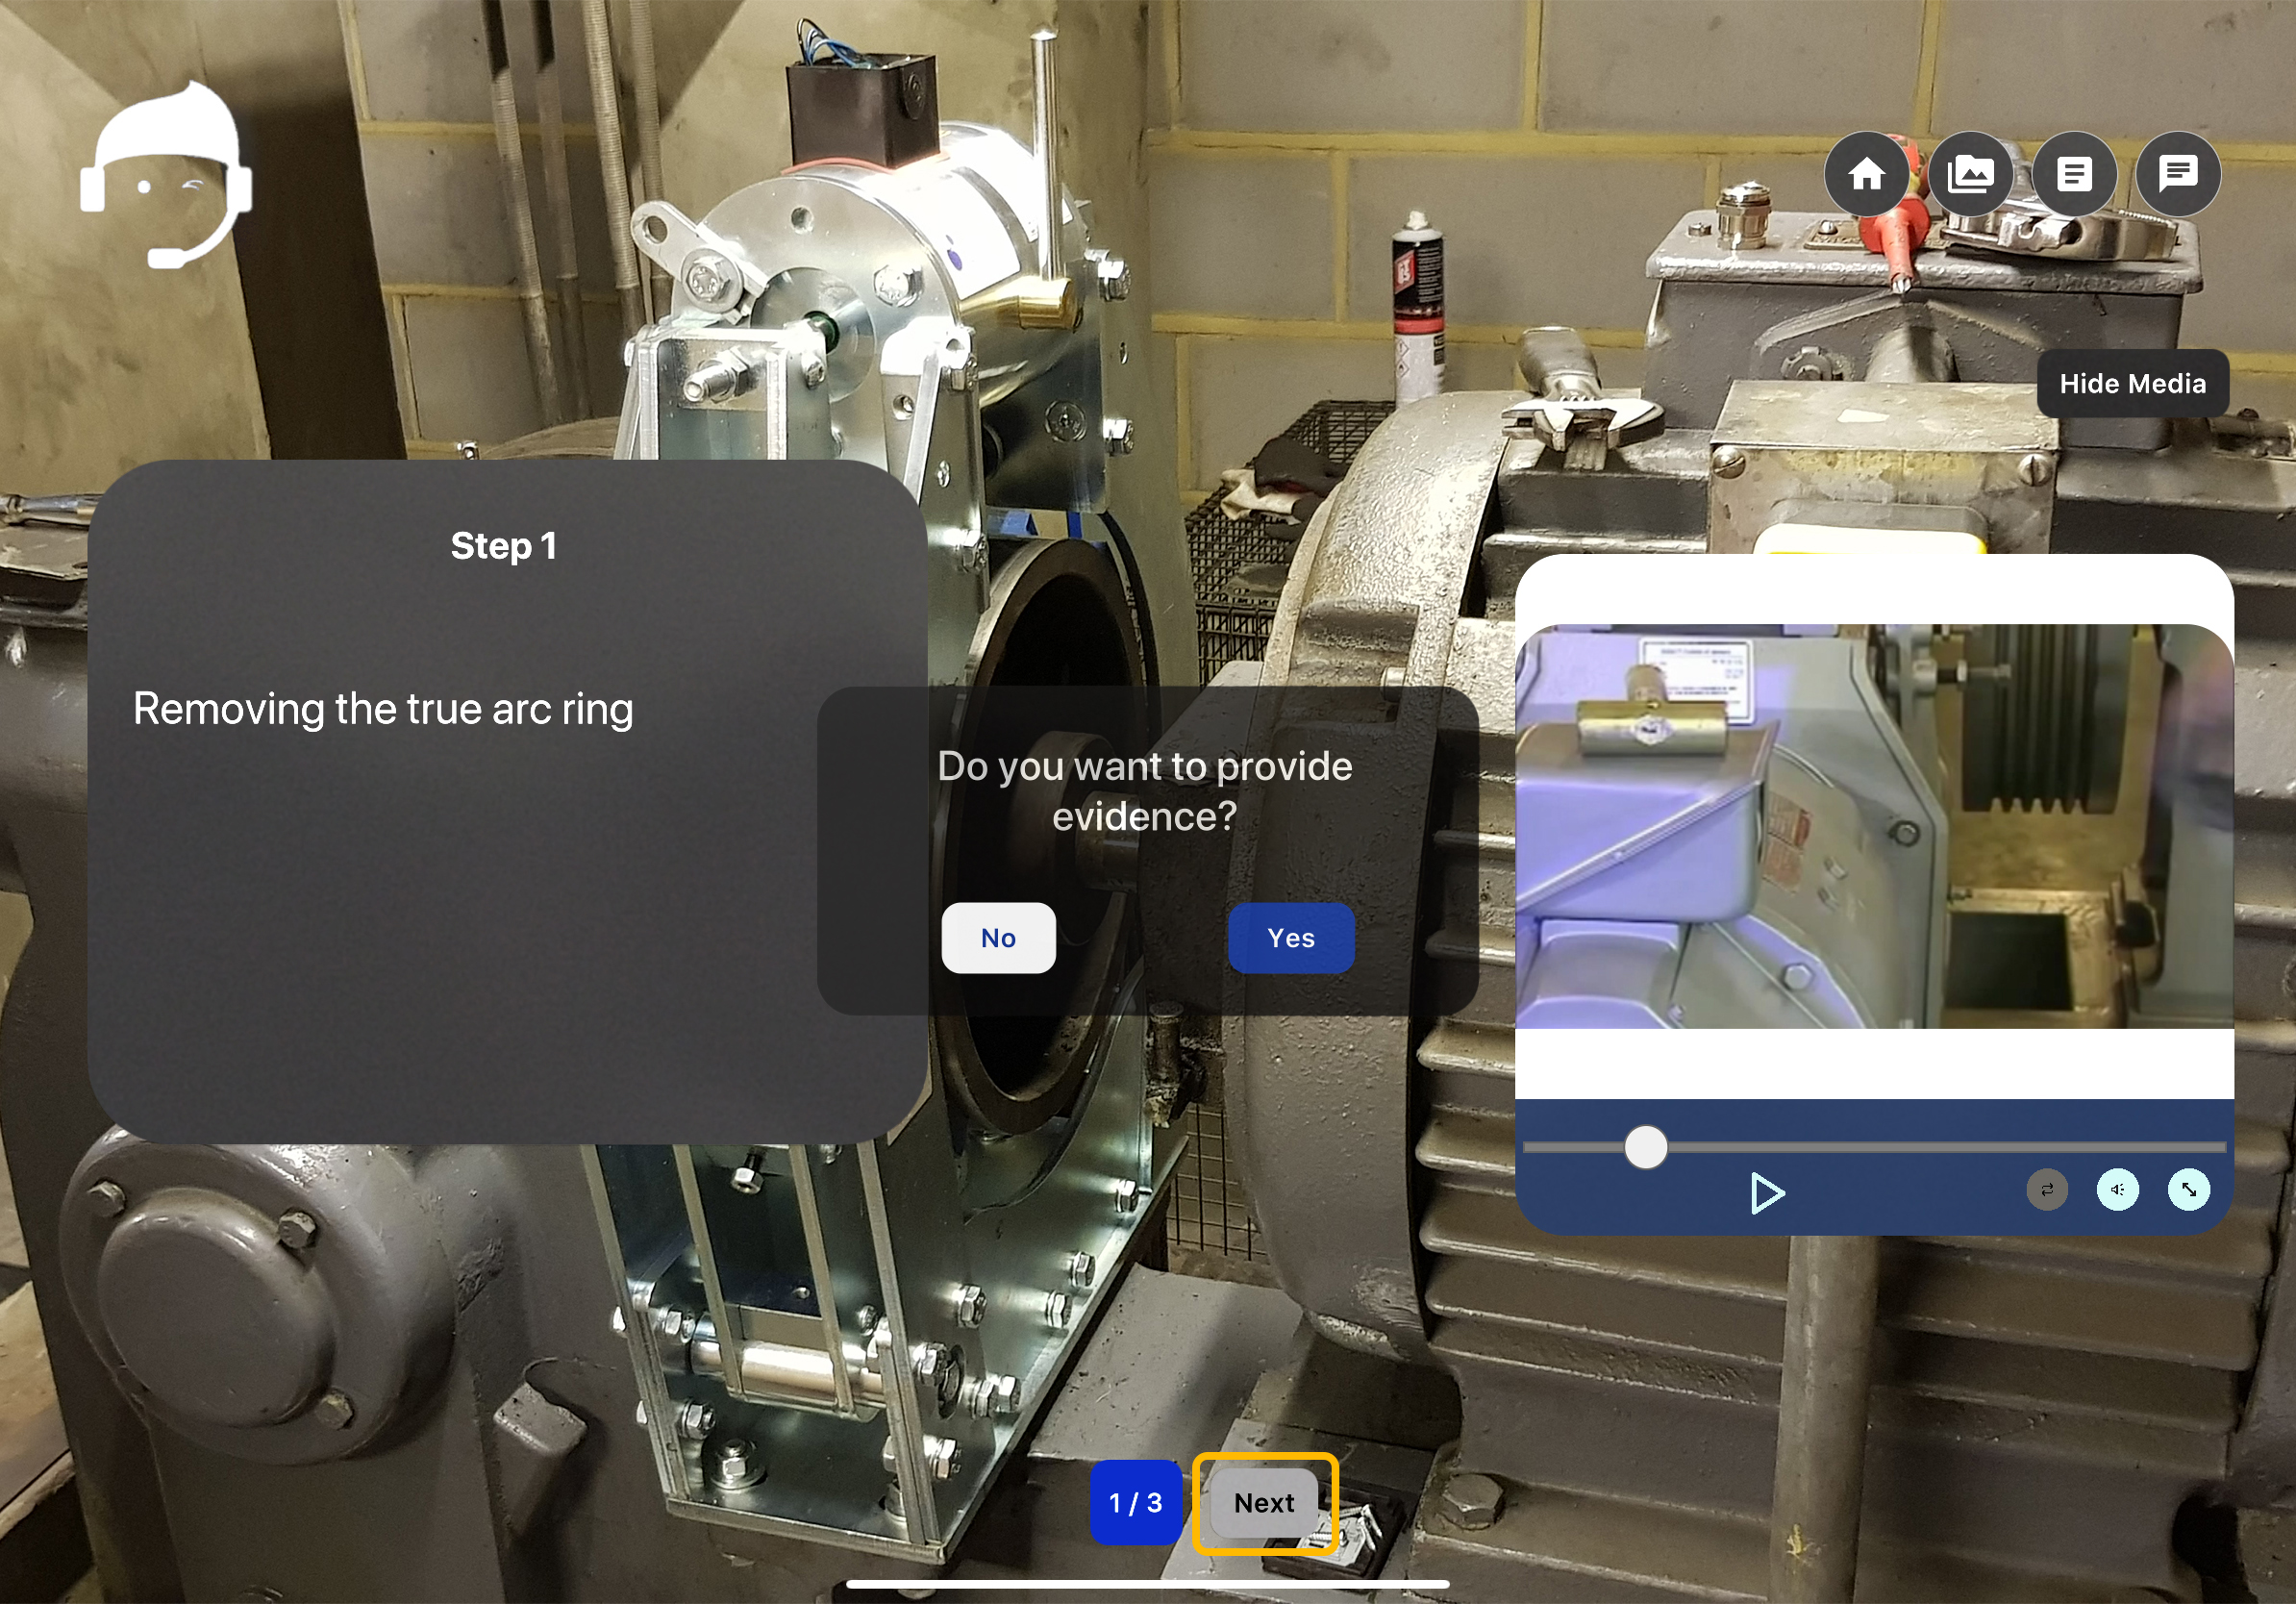 Hide Media
Step 1
Removing the true arc ring
Do you want to provide
evidence?
No
Yes
1 / 3
Next